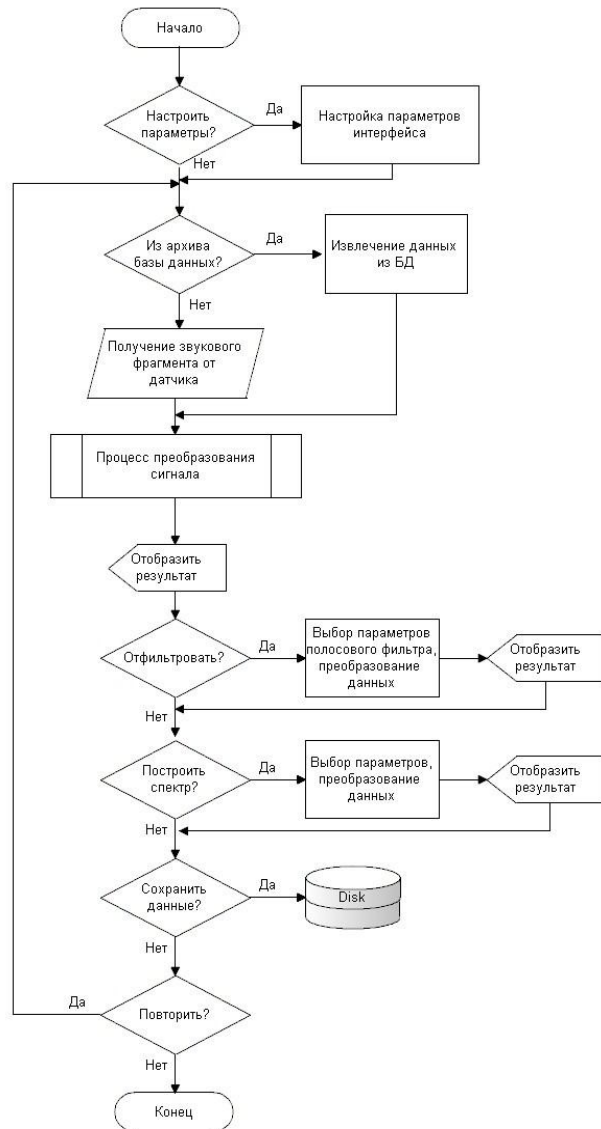 Начало
Настроить
параметры?
Да
Настройка параметров
интерфейса
Нет
Из архива
базы данных?
Да
Извлечение данных
из БД
Нет
Получение звукового
фрагмента от
датчика
Процесс преобразования
сигнала
Отобразить
результат
Отфильтровать?
Да
Выбор параметров
полосового фильтра,
преобразование
данных
Отобразить
результат
Нет
Построить
спектр?
Да
Выбор параметров,
преобразование
данных
Отобразить
результат
Нет
Сохранить
данные?
Да
Disk
Нет
Да
Повторить?
Нет
Конец